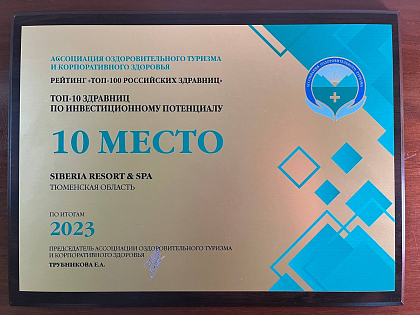 АССОЦИАЦИЯ ОЗДОРОВИТЕЛЬНОГО ТУРИЗМА
И КОРПОРАТИВНОГО ЗДОРОВЬЯ
РЕЙТИНГ «ТОП-100 РОССИЙСКИХ ЗДРАВНИЦ»
ТОП-10 ЗДРАВНИЦ
ПО ИНВЕСТИЦИОННОМУ ПОТЕНЦИАЛУ
10 МЕСТО
SIBERIA RESORT & SPA
ТЮМЕНСКАЯ ОБЛАСТЬ
ПО ИТОГАМ
2023
ПРЕДСЕДАТЕЛЬ АССОЦИАЦИИ ОЗДОРОВИТЕЛЬНОГО ТУРИЗМА
И КОРПОРАТИВНОГО ЗДОРОВЬЯ
ТРУБНИКОВА Е.А.